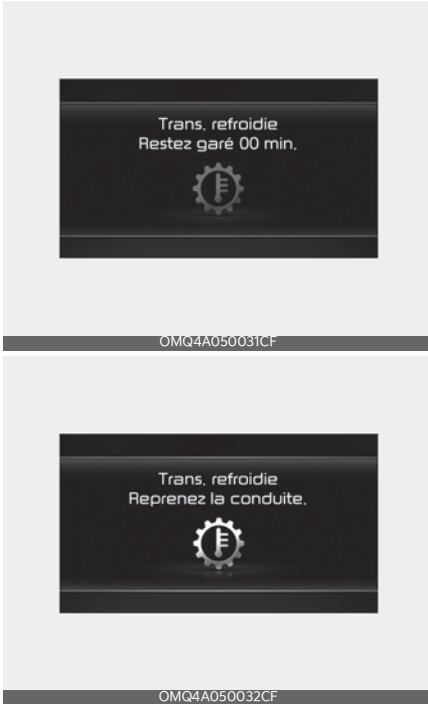 Trans. refroidie
Restez garé 00 min.
OMQ4A050031CF
Trans. refroidie
Reprenez la conduite.
OMQ4A050032CF